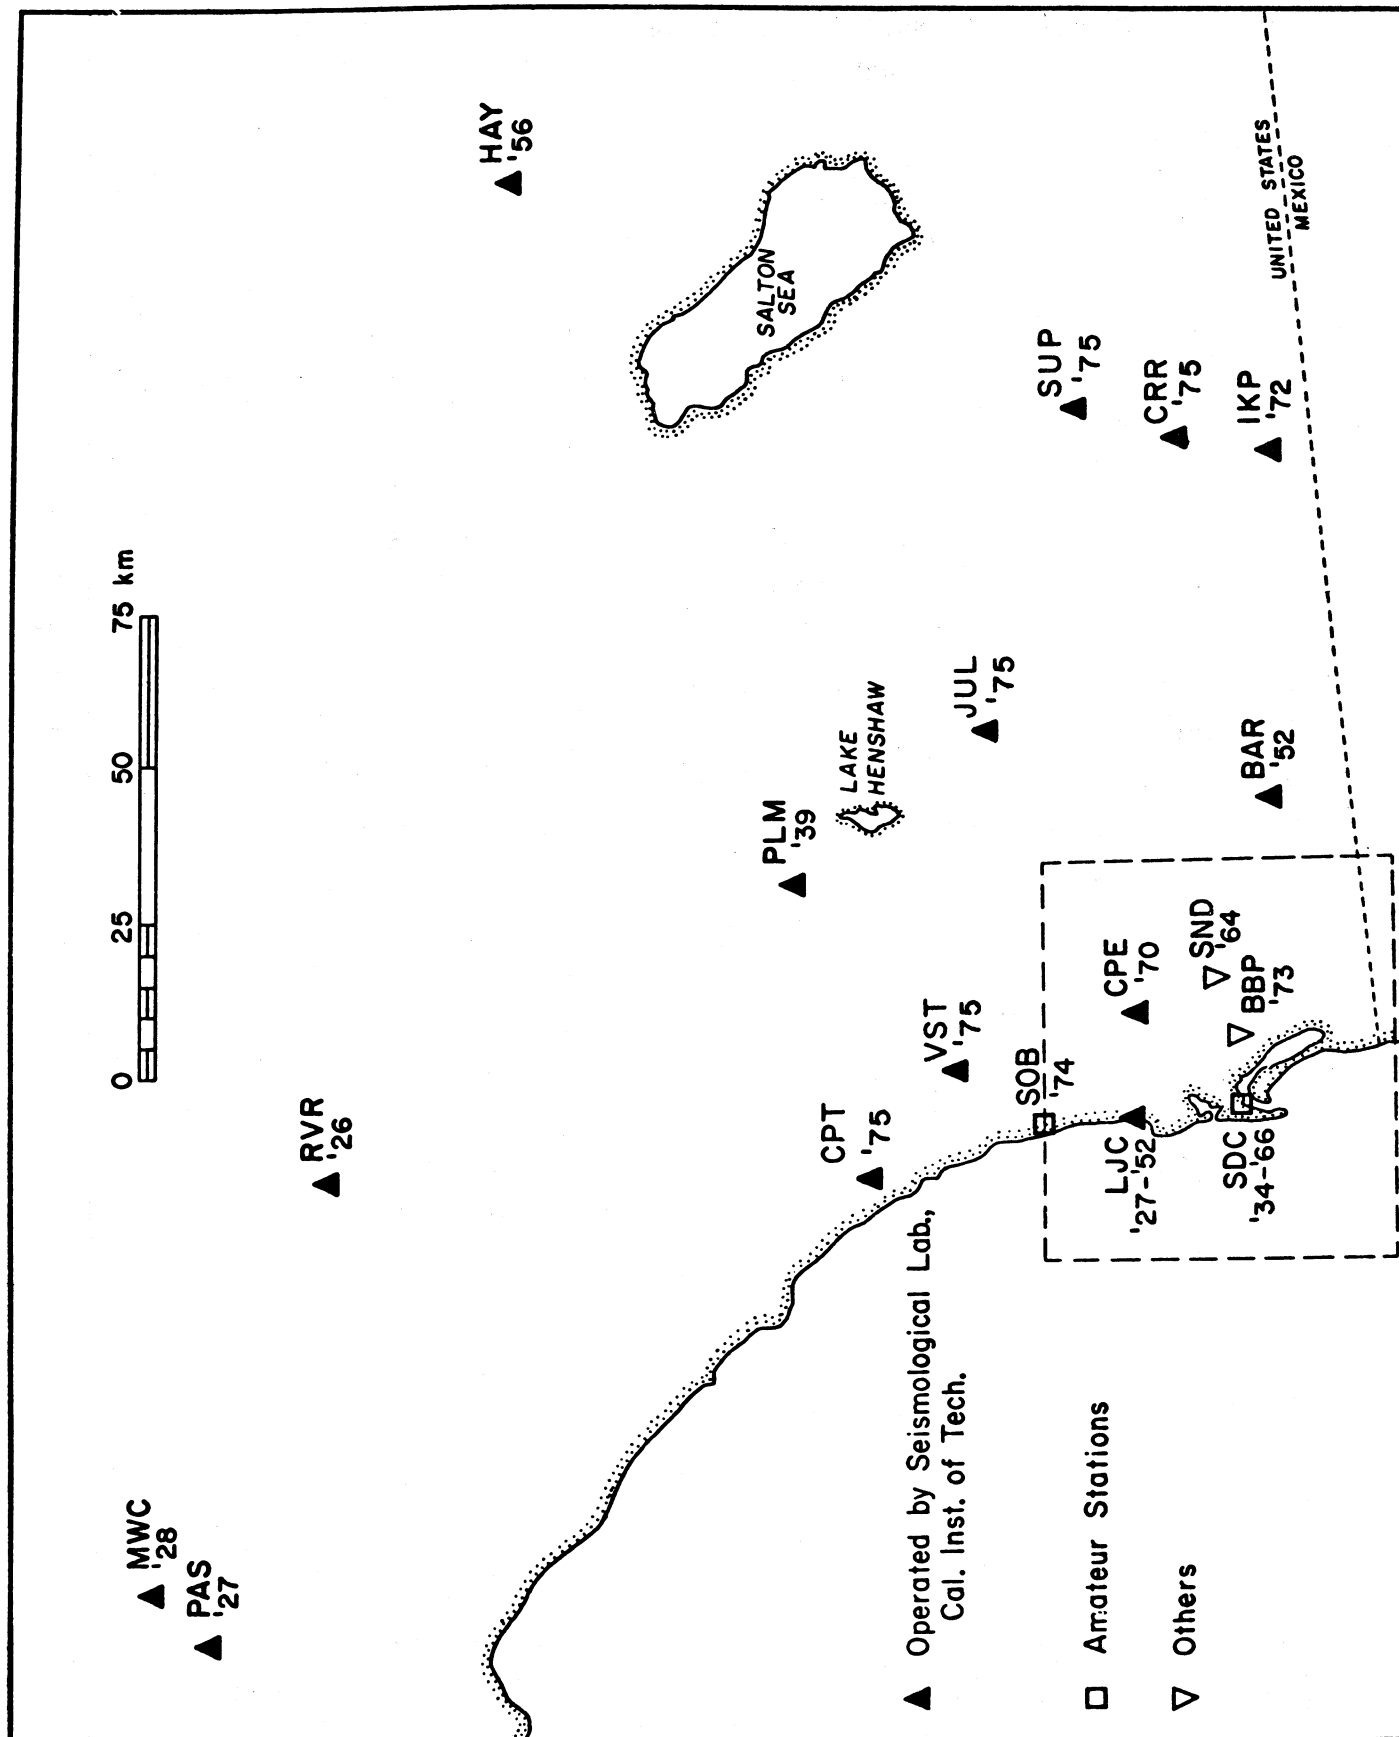 MWC
'28
PAS
'27
RVR
'26
0 25 50 75 km
HAY
'56
SALTON
SEA
PLM
'39
LAKE
HENSHAW
CPT
'75
VST
'75
JUL
'75
SOB
'74
SUP
'75
CPE
'70
CRR
'75
LJC
'27-'52
SND
'64
SDC
'34-'66
BBP
'73
BAR
'52
IKP
'72
UNITED STATES
MEXICO
Operated by Seismological Lab.,
Cal. Inst. of Tech.
Amateur Stations
Others